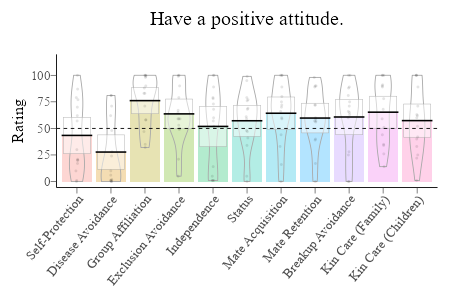 Have a positive attitude.
Rating
100
75
50
25
0
Self-Protection
Disease Avoidance
Group Affiliation
Exclusion Avoidance
Independence
Status
Mate Acquisition
Mate Retention
Breakup Avoidance
Kin Care (Family)
Kin Care (Children)